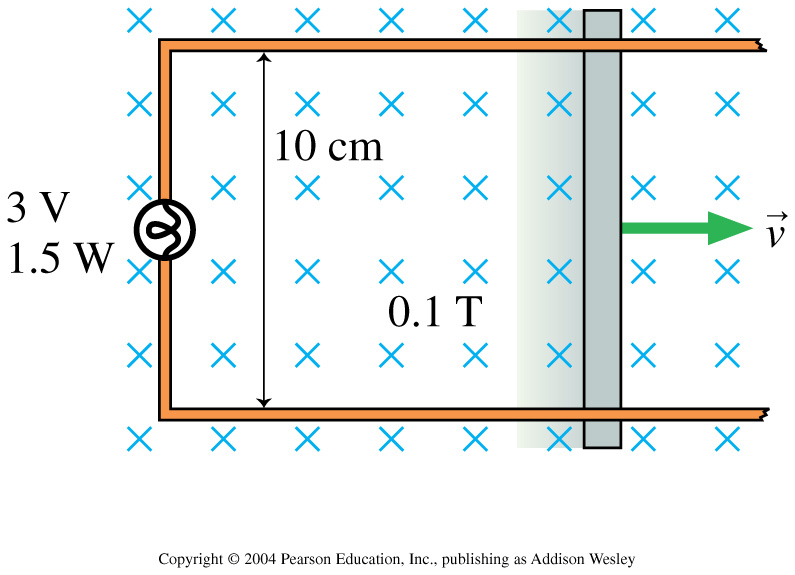 10 cm
3 V
1.5 W
0.1 T
v
Copyright © 2004 Pearson Education, Inc., publishing as Addison Wesley